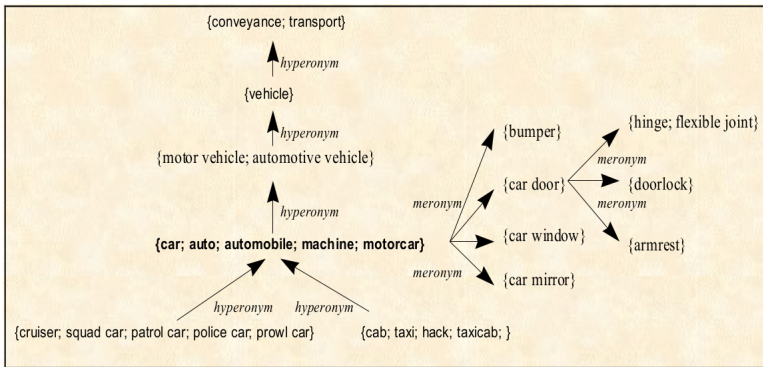 {conveyance; transport}
hyperonym
{vehicle}
hyperonym
{motor vehicle; automotive vehicle}
hyperonym
{car; auto; automobile; machine; motorcar}
hyperonym
hyperonym
{cruiser; squad car; patrol car; police car; prowl car}
{cab; taxi; hack; taxicab; }
meronym
meronym
{bumper}
{car door}
{car window}
{car mirror}
meronym
meronym
{hinge; flexible joint}
{doorlock}
{armrest}